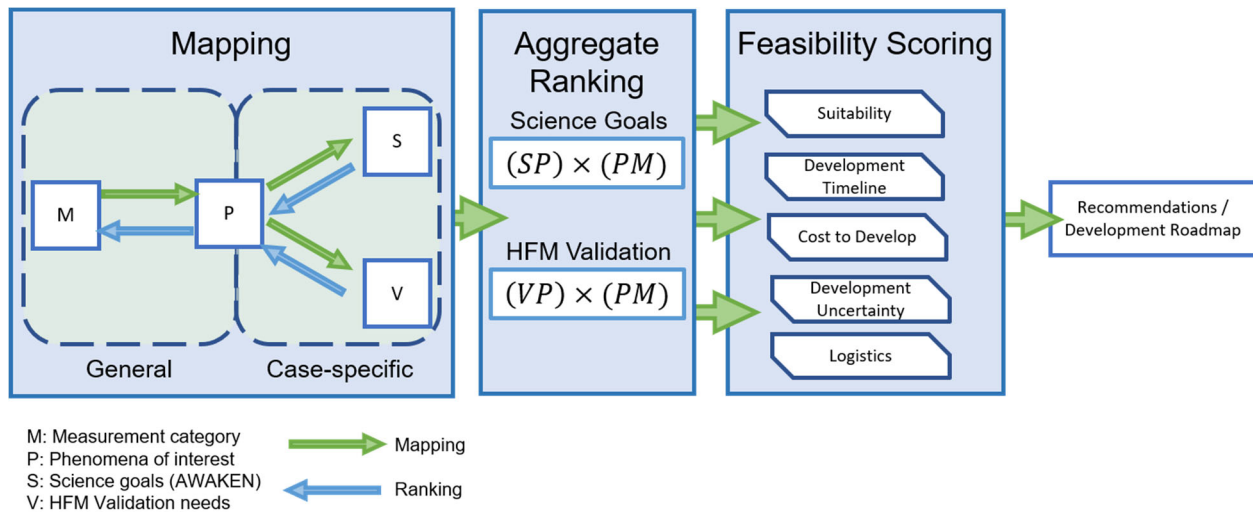 Mapping
M
P
S
V
General
Case-specific
Aggregate
Ranking
Science Goals
(SP) × (PM)
HFM Validation
(VP) × (PM)
Feasibility Scoring
Suitability
Development
Timeline
Cost to Develop
Development
Uncertainty
Logistics
Recommendations /
Development Roadmap
M: Measurement category
P: Phenomena of interest
S: Science goals (AWAKEN)
V: HFM Validation needs
Mapping
Ranking